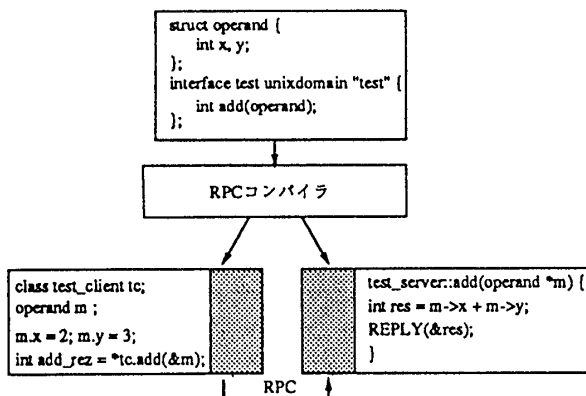 struct operand {
int x, y;
};
interface test unixdomain "test" {
int add(operand);
};
RPCコンパイラ
class test_client tc;
operand m ;
m.x = 2; m.y = 3;
int add_rez = *tc.add(&m);
test_server::add(operand *m) {
int res = m->x + m->y;
REPLY(&res);
}
RPC